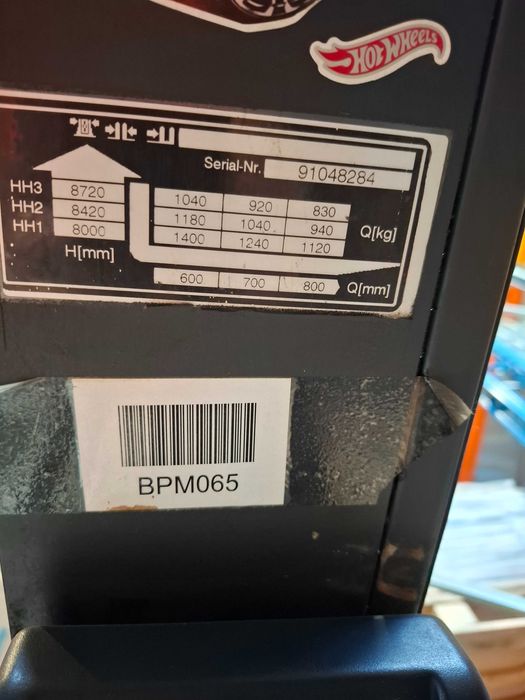 HOT WHEELS
Serial-Nr. 91048284
HH3 8720 1040 920 830
HH2 8420 1180 1040 940 Q[kg]
HH1 8000 1400 1240 1120
H[mm]
600 700 800 Q[mm]
BPM065